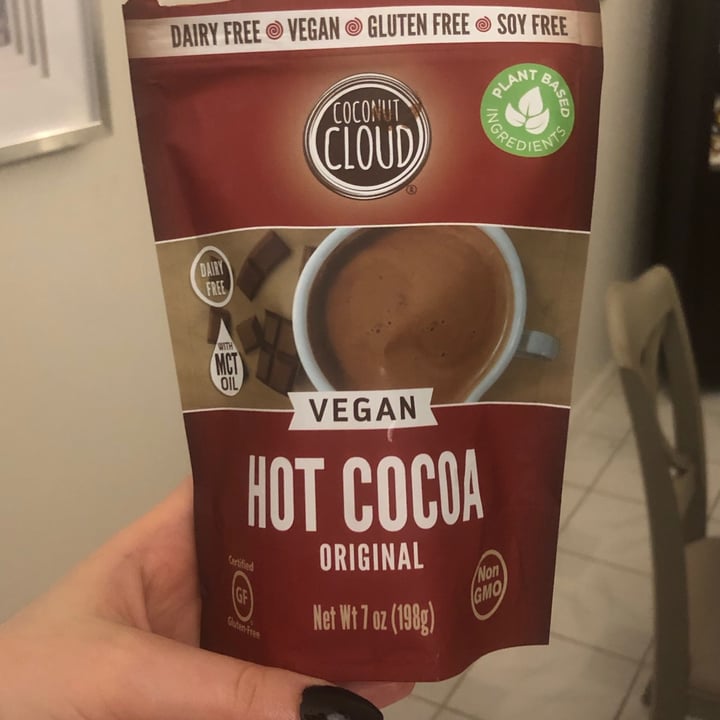 DAIRY FREE VEGAN GLUTEN FREE SOY FREE
COCONUT
CLOUD
®
PLANT BASED
INGREDIENTS
DAIRY
FREE
WITH
MCT
OIL
VEGAN
HOT COCOA
ORIGINAL
Certified
GF
Gluten-Free
Non
GMO
Net Wt 7 oz (198g)